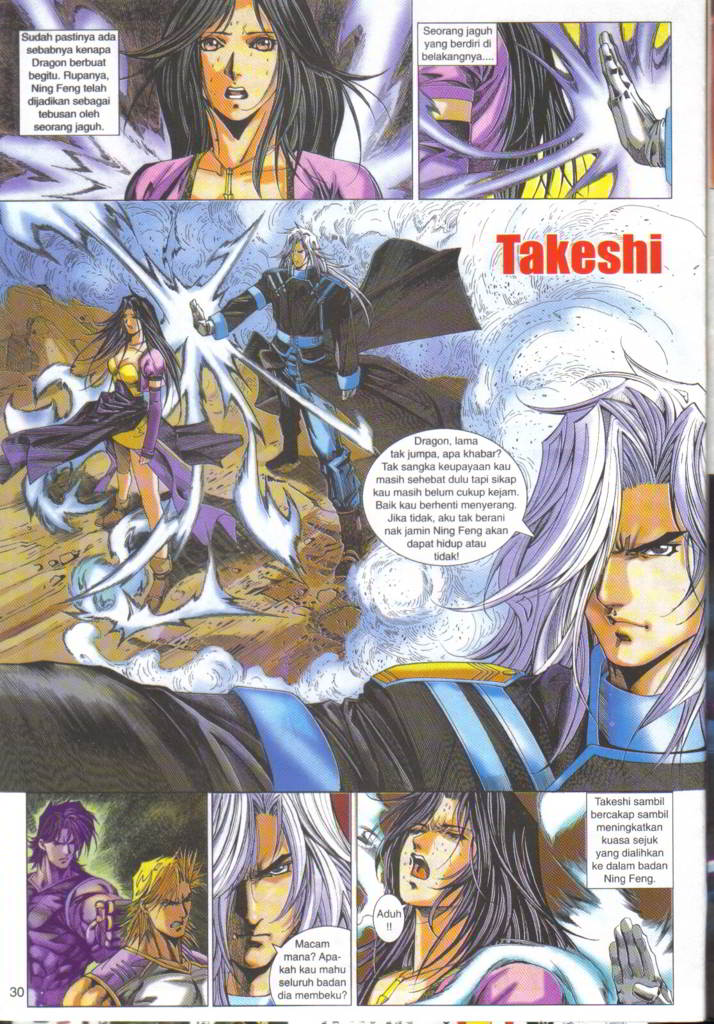 Sudah pastinya ada
sebabnya kenapa
Dragon berbuat
begitu. Rupanya,
Ning Feng telah
dijadikan sebagai
tebusan oleh
seorang jaguh.
Seorang jaguh
yang berdiri di
belakangnya....
Takeshi
Dragon, lama
tak jumpa, apa khabar?
Tak sangka keupayaan kau
masih sehebat dulu tapi sikap
kau masih belum cukup kejam.
Baik kau berhenti menyerang.
Jika tidak, aku tak berani
nak jamin Ning Feng akan
dapat hidup atau
tidak!
Macam
mana? Apa-
kah kau mahu
seluruh badan
dia membeku?
Aduh
!!
Takeshi sambil
bercakap sambil
meningkatkan
kuasa sejuk
yang dialihkan
ke dalam badan
Ning Feng.
30